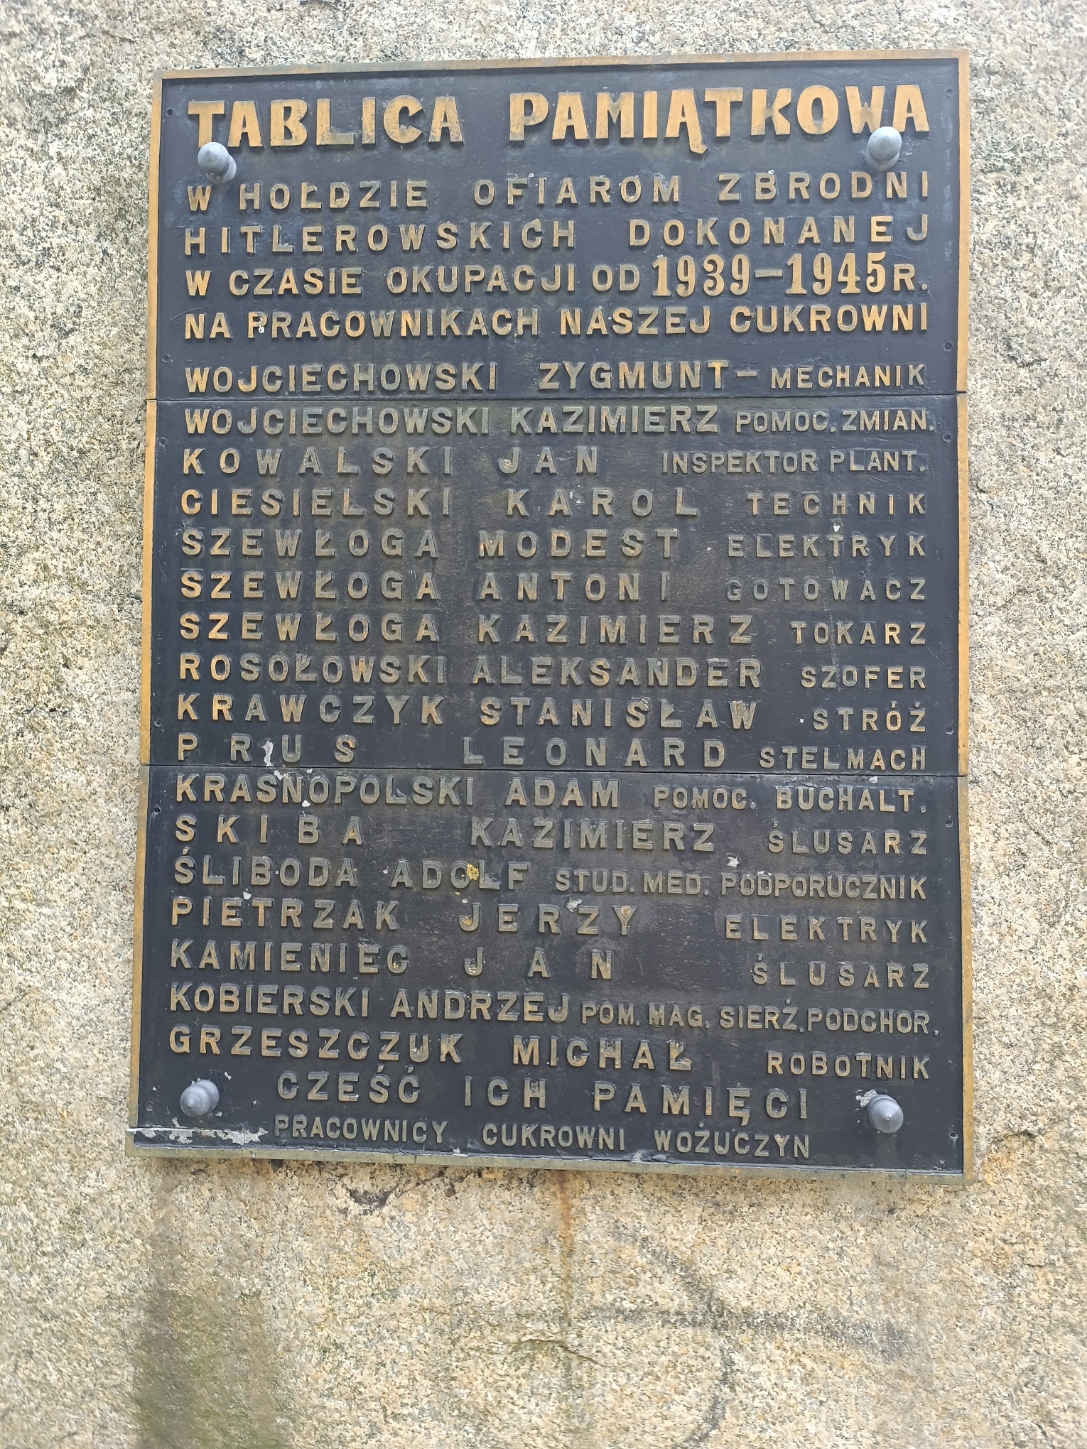 TABLICA PAMIĄTKOWA
W HOŁDZIE OFIAROM ZBRODNI
HITLEROWSKICH DOKONANEJ
W CZASIE OKUPACJI OD 1939-1945R.
NA PRACOWNIKACH NASZEJ CUKROWNI
WOJCIECHOWSKI ZYGMUNT- MECHANIK
WOJCIECHOWSKI KAZIMIERZ POMOC. ZMIAN.
KOWALSKI JAN INSPEKTOR PLANT.
CIESIELSKI KAROL TECHNIK
SZEWŁOGA MODEST ELEKTRYK
SZEWŁOGA ANTONI GOTOWACZ
SZEWŁOGA KAZIMIERZ TOKARZ
ROSOŁOWSKI ALEKSANDER SZOFER
KRAWCZYK STANISŁAW STRÓŻ
PRUS LEONARD STELMACH
KRASNOPOLSKI ADAM POMOC. BUCHALT.
SKIBA KAZIMIERZ ŚLUSARZ
ŚLIBODA ADOLF STUD. MED. PODPORUCZNIK
PIETRZAK JERZY ELEKTRYK
KAMIENIEC JAN ŚLUSARZ
KOBIERSKI ANDRZEJ POM. MAG. SIERŻ. PODCHOR.
GRZESZCZUK MICHAŁ ROBOTNIK
CZEŚĆ ICH PAMIĘCI
PRACOWNICY CUKROWNI WOŻUCZYN